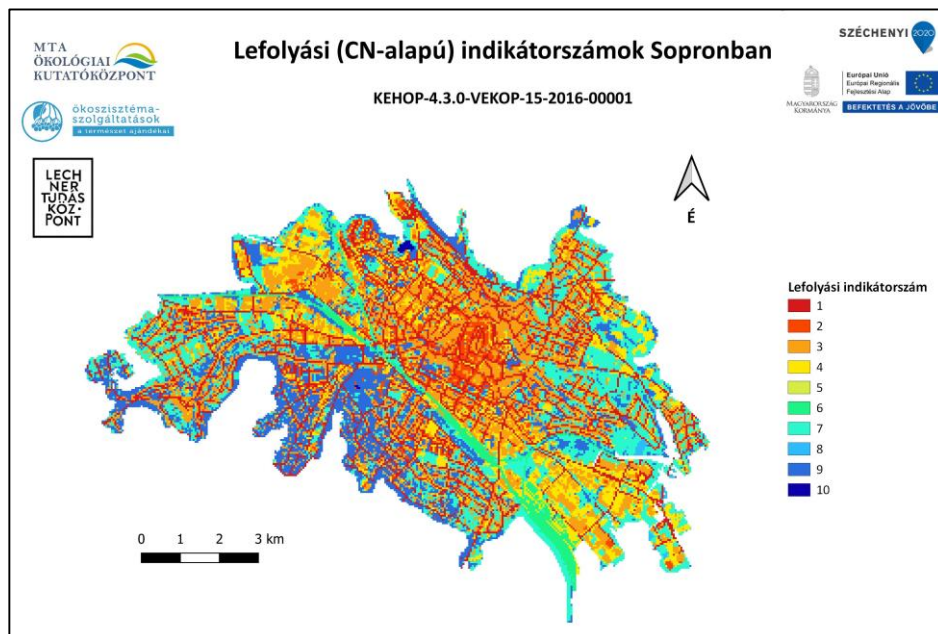 MTA
ÖKOLÓGIAI
KUTATÓKÖZPONT
ökoszisztéma-
szolgáltatások
a természet ajándékai
LECH
NER
TUDÁS
KÖZ-
PONT
Lefolyási (CN-alapú) indikátorszámok Sopronban
KEHOP-4.3.0-VEKOP-15-2016-00001
SZÉCHENYI 2020
MAGYARORSZÁG
KORMÁNYA
Európai Unió
Európai Regionális
Fejlesztési Alap
BEFEKTETÉS A JÖVŐBE
É
Lefolyási indikátorszám
1
2
3
4
5
6
7
8
9
10
0 1 2 3 km